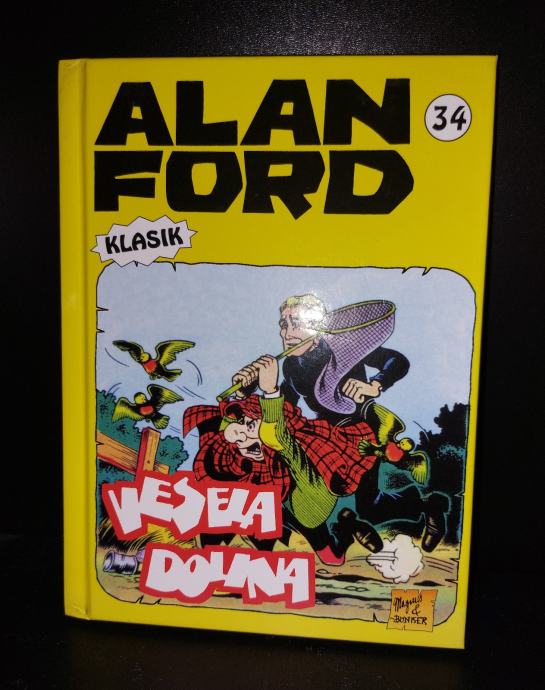 ALAN
34
FORD
KLASIK
VESELA
DOLINA
Magnus
&
BUNKER